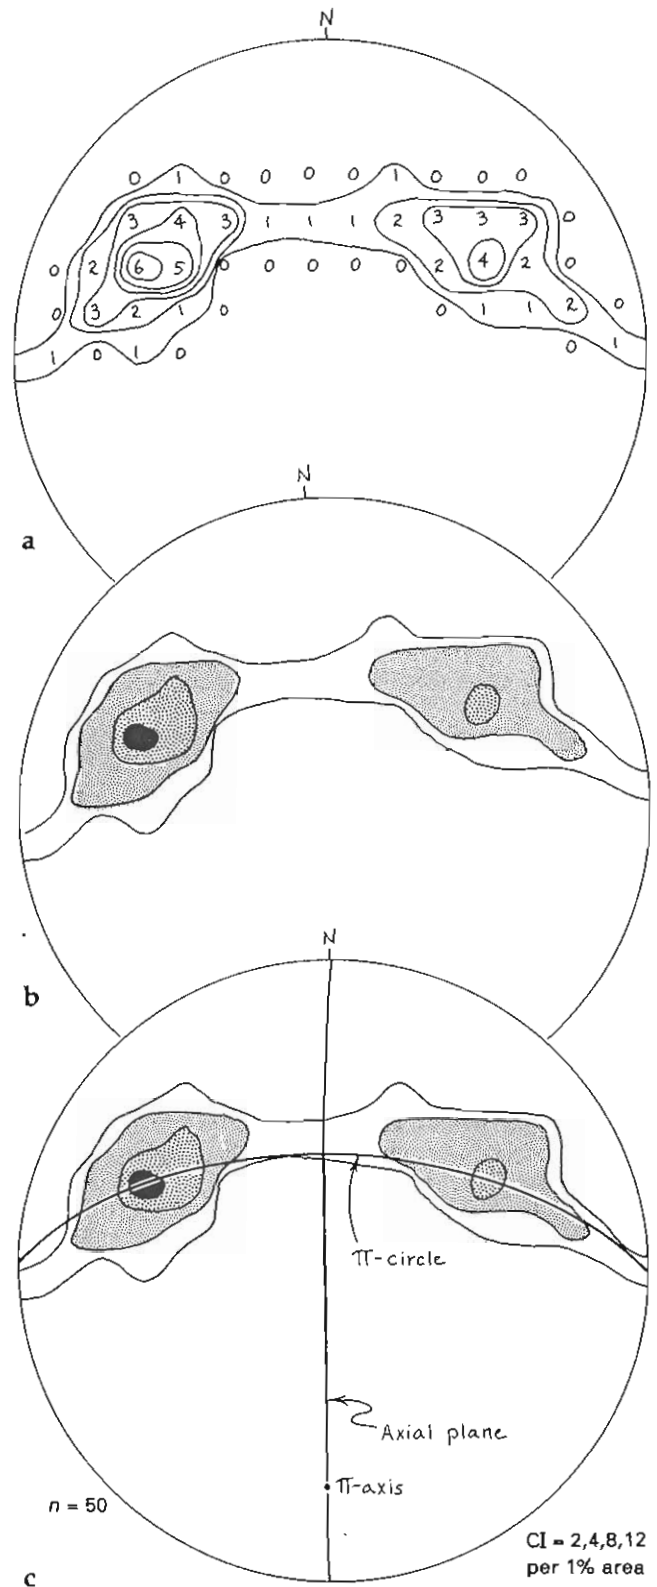 N
0 1 0 0 0 0 1 0 0 0
3 4 3 1 1 1 2 3 3 3 0
0 2 6 5 0 0 0 0 0 2 4 2 0
0 3 2 1 0 0 1 1 2 0
1 0 1 0 0 1
a
N
b
N
π-circle
Axial plane
π-axis
n = 50
CI = 2,4,8,12
per 1% area
c